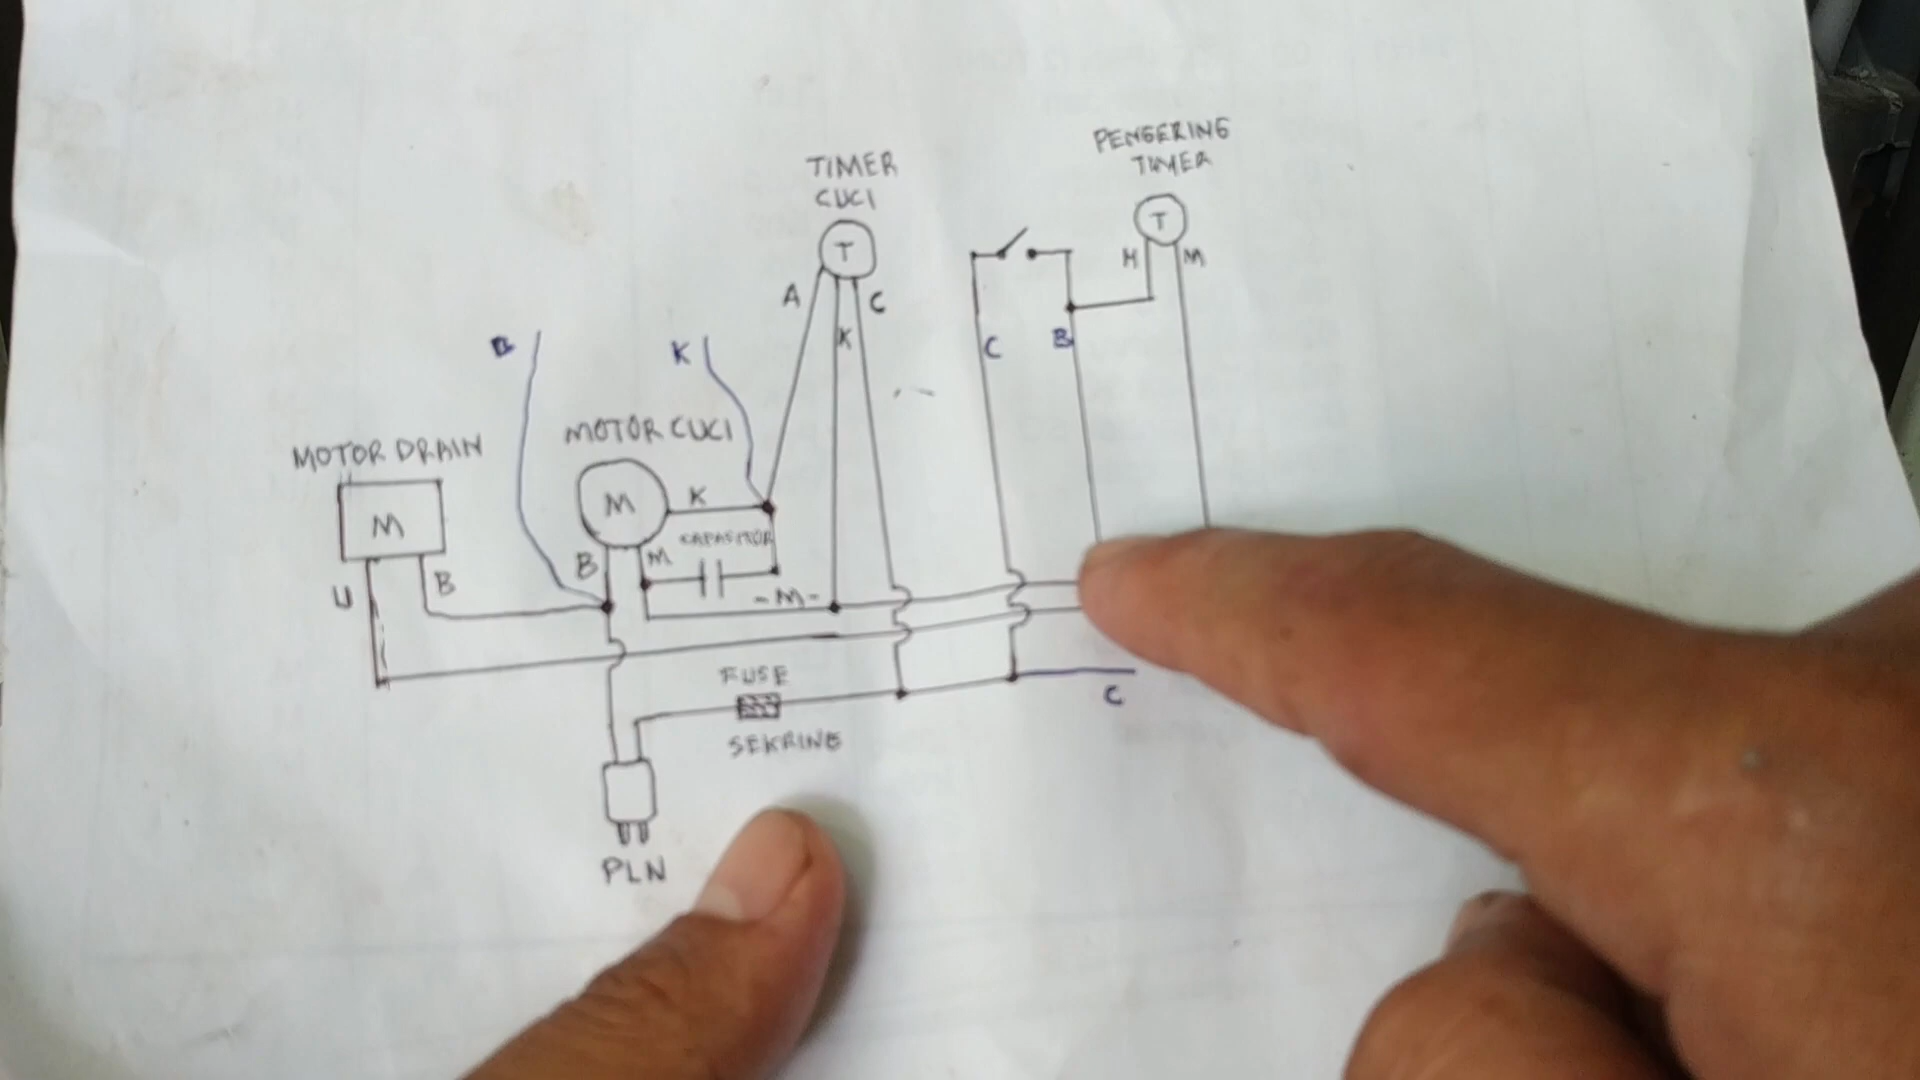 PENGERING
TIMER
TIMER
CUCI
T
T
H
M
A
C
K
C
B
B
K
MOTOR CUCI
MOTOR DRAIN
M
M
K
CAPASITOR
B
M
U
B
-M-
FUSE
C
SEKRING
PLN